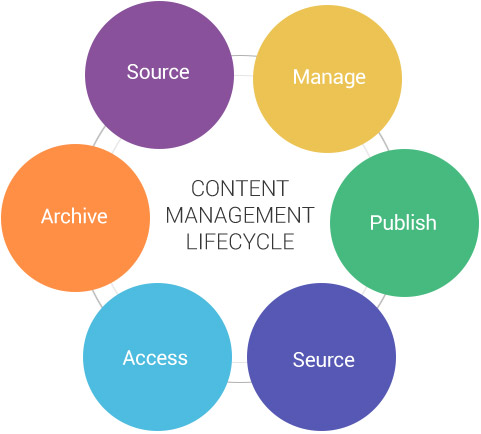 Source
Manage
Archive
CONTENT
MANAGEMENT
LIFECYCLE
Publish
Access
Seurce